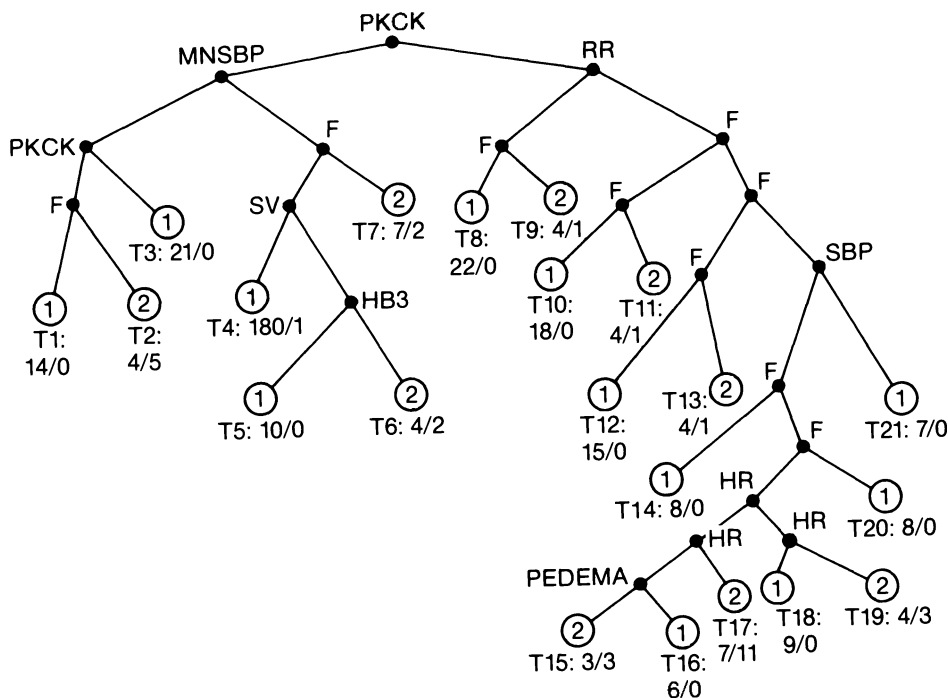 PKCK
MNSBP
RR
PKCK
F
F
F
F
SV
F
F
1
T3: 21/0
2
T7: 7/2
1
T8:
22/0
2
T9: 4/1
1
T10:
18/0
2
T11:
4/1
F
SBP
1
T1:
14/0
2
T2:
4/5
1
T4: 180/1
HB3
1
T5: 10/0
2
T6: 4/2
1
T12:
15/0
2
T13:
4/1
F
1
T21: 7/0
1
T14: 8/0
F
HR
1
T20: 8/0
HR
HR
PEDEMA
2
T15: 3/3
1
T16:
6/0
2
T17:
7/11
1
T18:
9/0
2
T19: 4/3